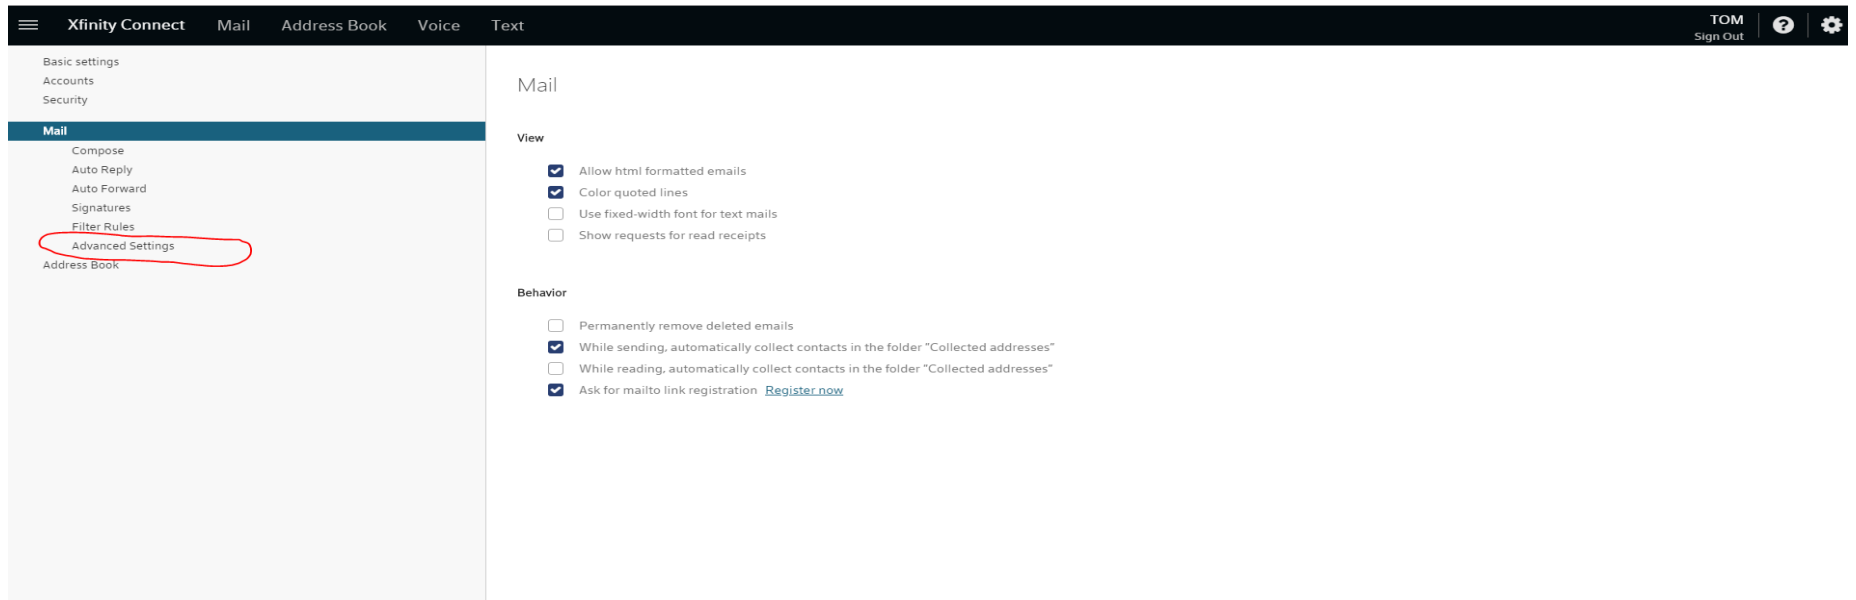 Xfinity Connect Mail Address Book Voice Text TOM
Sign Out
Basic settings
Accounts
Security
Mail
Compose
Auto Reply
Auto Forward
Signatures
Filter Rules
Advanced Settings
Address Book
Mail
View
Allow html formatted emails
Color quoted lines
Use fixed-width font for text mails
Show requests for read receipts
Behavior
Permanently remove deleted emails
While sending, automatically collect contacts in the folder "Collected addresses"
While reading, automatically collect contacts in the folder "Collected addresses"
Ask for mailto link registration Register now